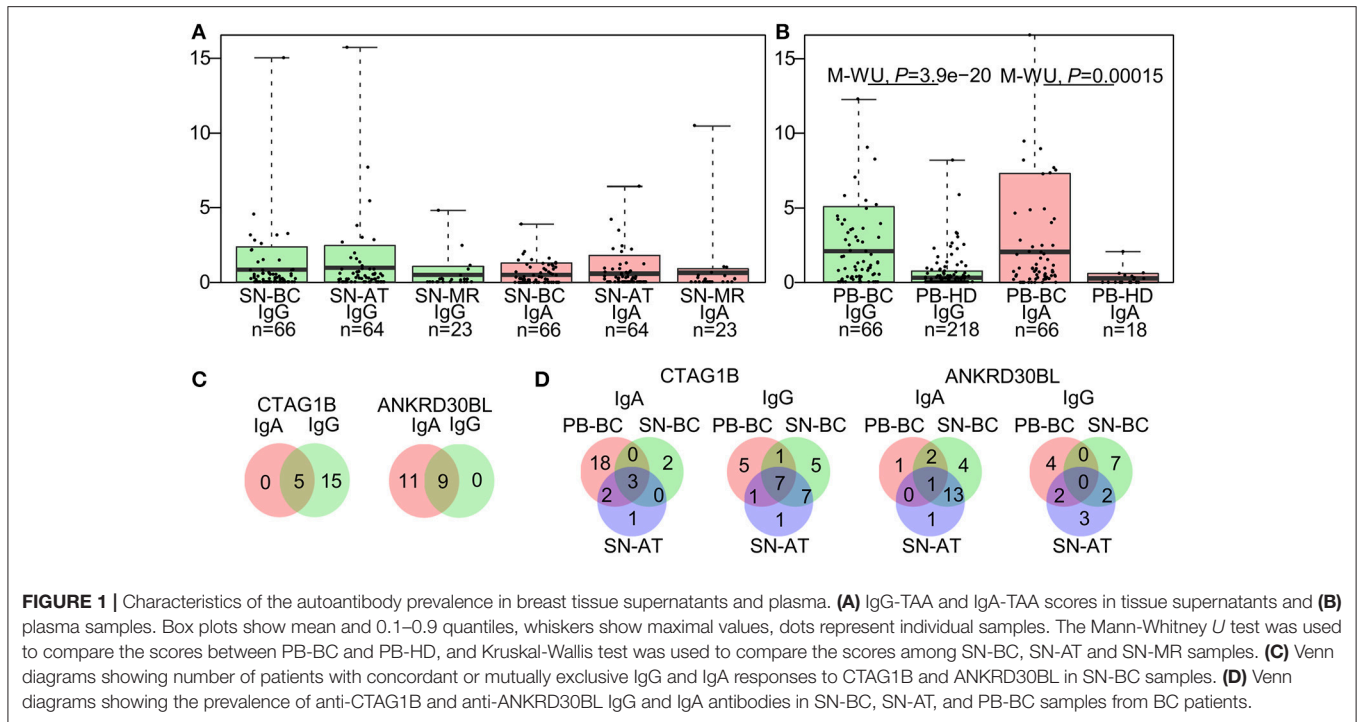 A
B
15
10
5
0
SN-BC SN-AT SN-MR SN-BC SN-AT SN-MR
IgG IgG IgG IgA IgA IgA
n=66 n=64 n=23 n=66 n=64 n=23
15
10
5
0
M-WU, P=3.9e−20 M-WU, P=0.00015
PB-BC PB-HD PB-BC PB-HD
IgG IgG IgA IgA
n=66 n=218 n=66 n=18
C
CTAG1B
IgA IgG
0 5 15
ANKRD30BL
IgA IgG
11 9 0
D
CTAG1B
IgA
PB-BC SN-BC
0
18 2
3
2 0
1
SN-AT
IgG
PB-BC SN-BC
1
5 5
7
1 7
1
SN-AT
ANKRD30BL
IgA
PB-BC SN-BC
2
1 4
1
0 13
1
SN-AT
IgG
PB-BC SN-BC
0
4 7
0
2 2
3
SN-AT
FIGURE 1 | Characteristics of the autoantibody prevalence in breast tissue supernatants and plasma. (A) IgG-TAA and IgA-TAA scores in tissue supernatants and (B)
plasma samples. Box plots show mean and 0.1–0.9 quantiles, whiskers show maximal values, dots represent individual samples. The Mann-Whitney U test was used
to compare the scores between PB-BC and PB-HD, and Kruskal-Wallis test was used to compare the scores among SN-BC, SN-AT and SN-MR samples. (C) Venn
diagrams showing number of patients with concordant or mutually exclusive IgG and IgA responses to CTAG1B and ANKRD30BL in SN-BC samples. (D) Venn
diagrams showing the prevalence of anti-CTAG1B and anti-ANKRD30BL IgG and IgA antibodies in SN-BC, SN-AT, and PB-BC samples from BC patients.